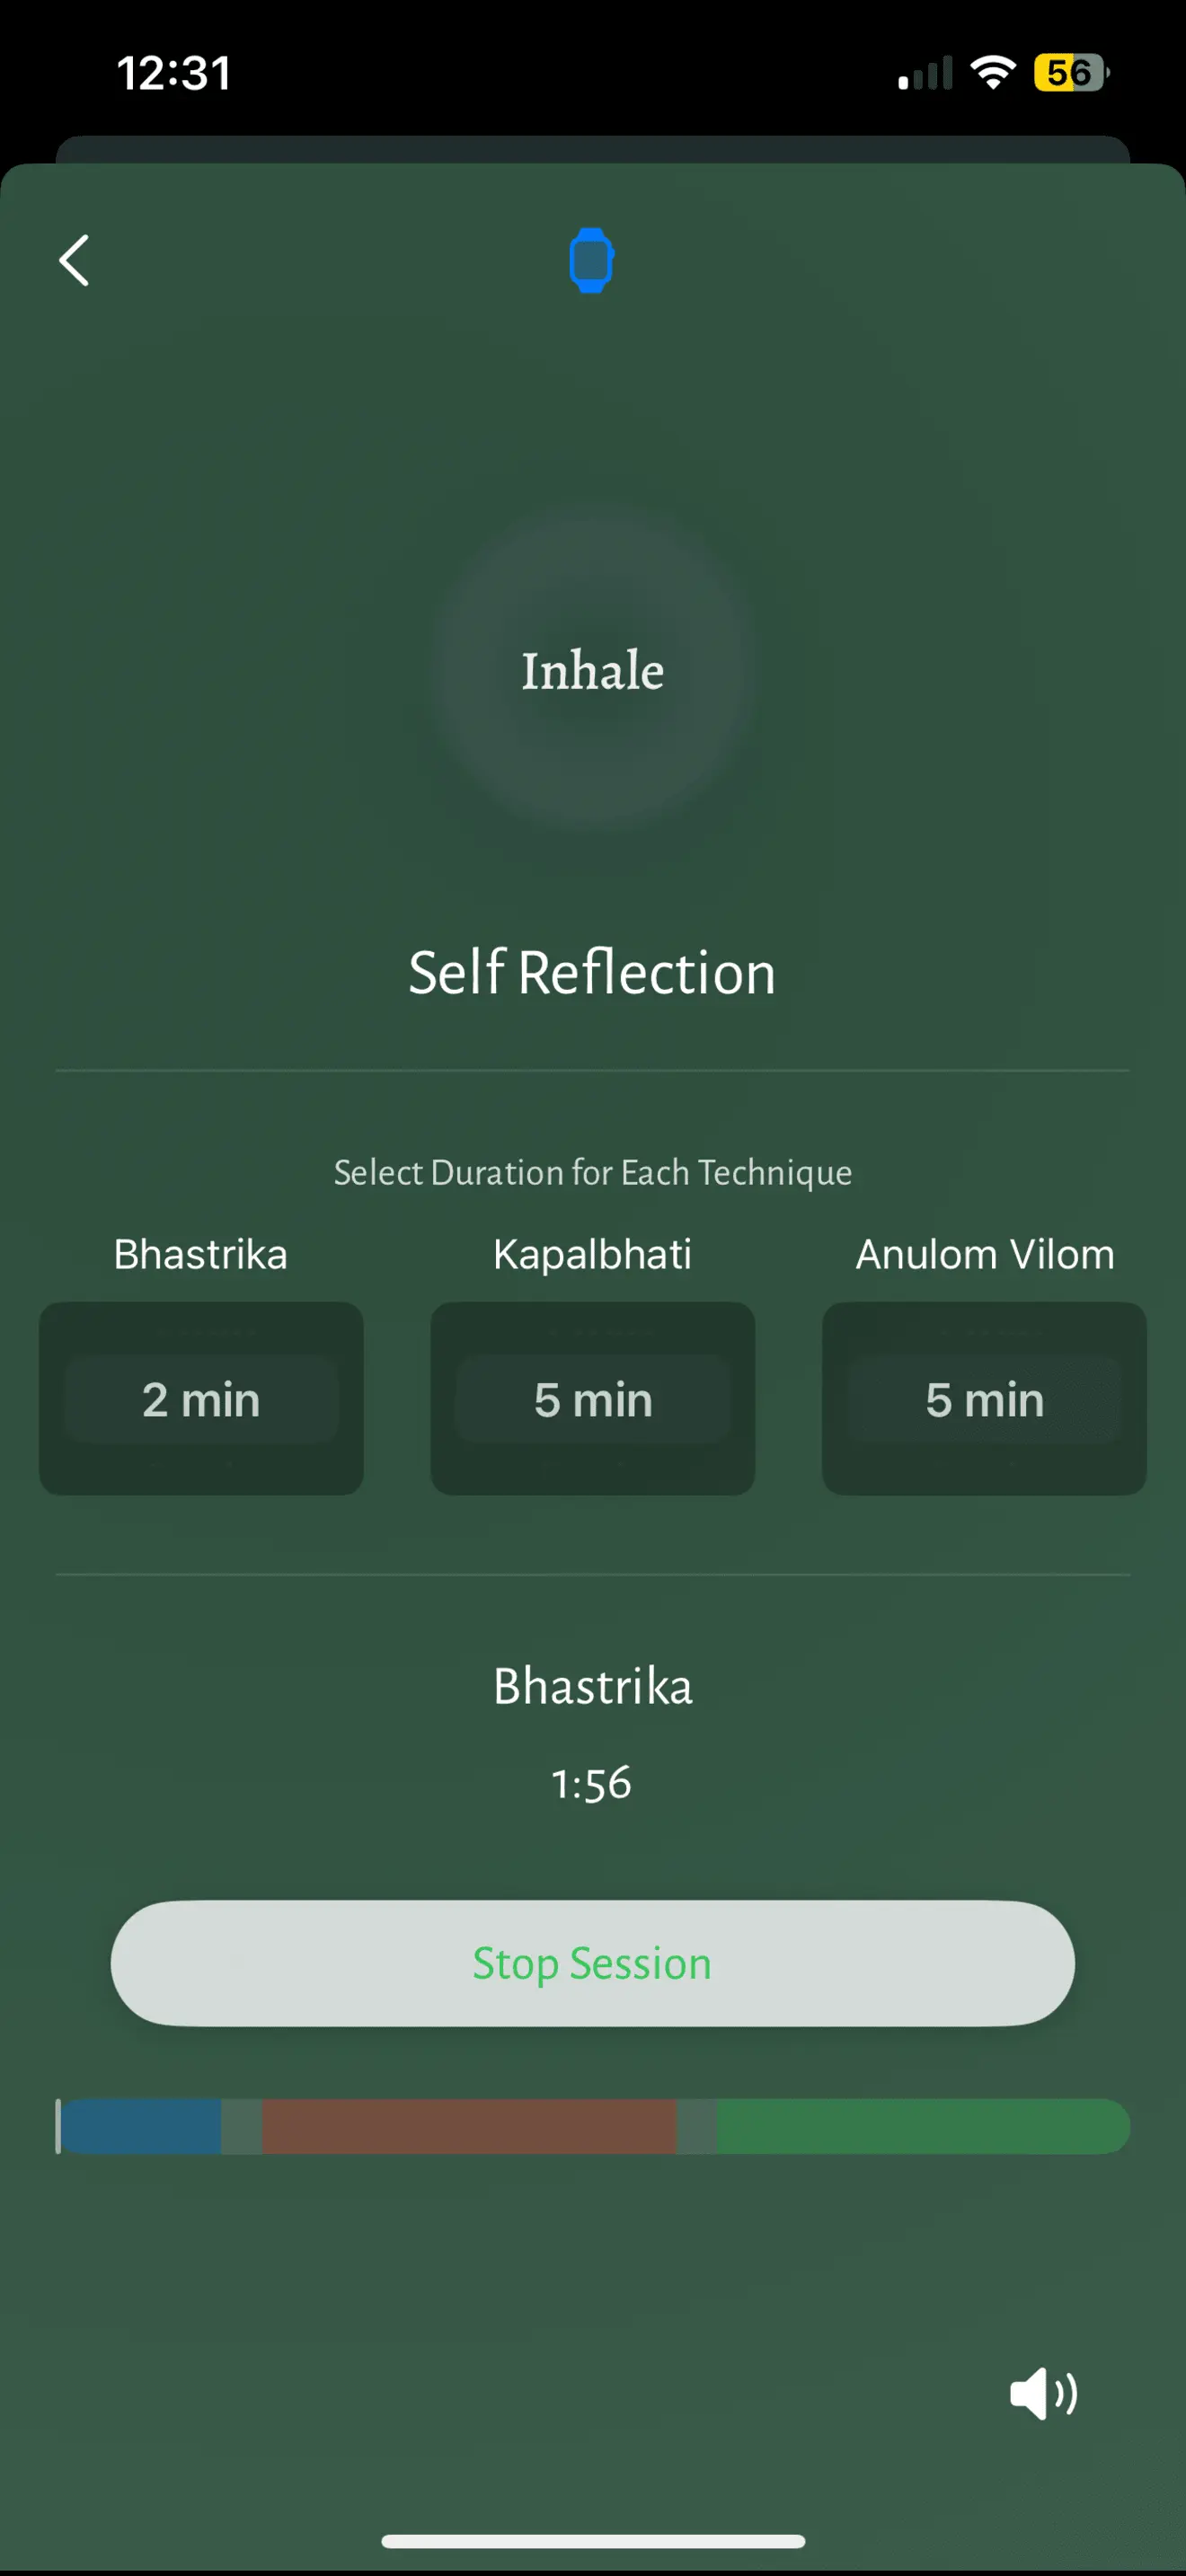 12:31
56
Inhale
Self Reflection
Select Duration for Each Technique
Bhastrika Kapalbhati Anulom Vilom
2 min 5 min 5 min
Bhastrika
1:56
Stop Session